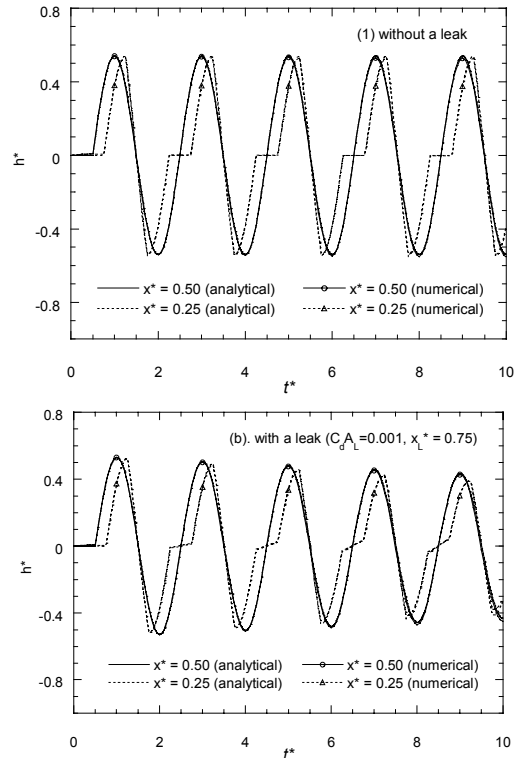 (1) without a leak
0.8
0.4
0
-0.4
-0.8
h*
x* = 0.50 (analytical) x* = 0.50 (numerical)
x* = 0.25 (analytical) x* = 0.25 (numerical)
0 2 4 6 8 10
t*
(b). with a leak (CdAL=0.001, xL* = 0.75)
0.8
0.4
0
-0.4
-0.8
h*
x* = 0.50 (analytical) x* = 0.50 (numerical)
x* = 0.25 (analytical) x* = 0.25 (numerical)
0 2 4 6 8 10
t*